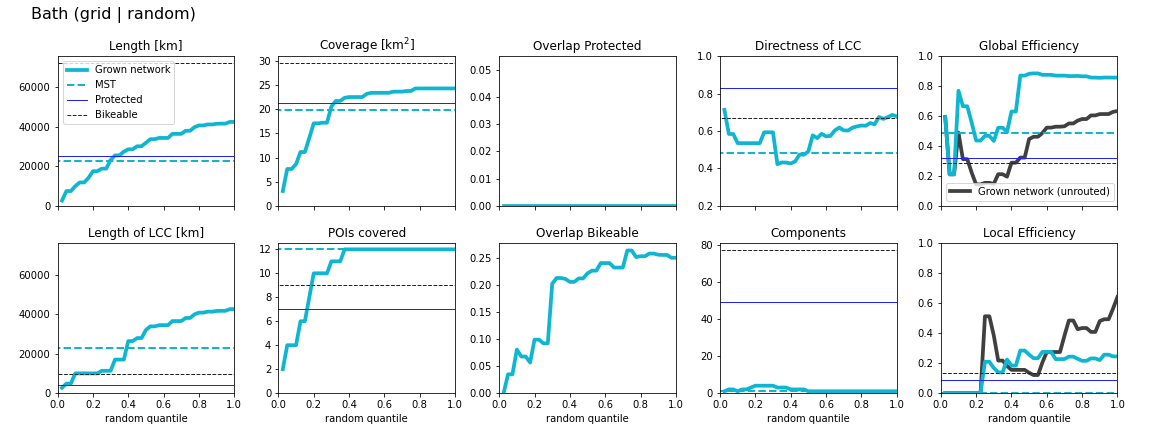 Bath (grid | random)
Length [km]
60000
40000
20000
0
Grown network
MST
Protected
Bikeable
Coverage [km²]
30
25
20
15
10
5
0
Overlap Protected
0.05
0.04
0.03
0.02
0.01
0.00
Directness of LCC
1.0
0.8
0.6
0.4
0.2
Global Efficiency
1.0
0.8
0.6
0.4
0.2
0.0
Grown network (unrouted)
Length of LCC [km]
60000
40000
20000
0
0.0 0.2 0.4 0.6 0.8 1.0
random quantile
POIs covered
12
10
8
6
4
2
0
0.0 0.2 0.4 0.6 0.8 1.0
random quantile
Overlap Bikeable
0.25
0.20
0.15
0.10
0.05
0.00
0.0 0.2 0.4 0.6 0.8 1.0
random quantile
Components
80
60
40
20
0
0.0 0.2 0.4 0.6 0.8 1.0
random quantile
Local Efficiency
1.0
0.8
0.6
0.4
0.2
0.0
0.0 0.2 0.4 0.6 0.8 1.0
random quantile